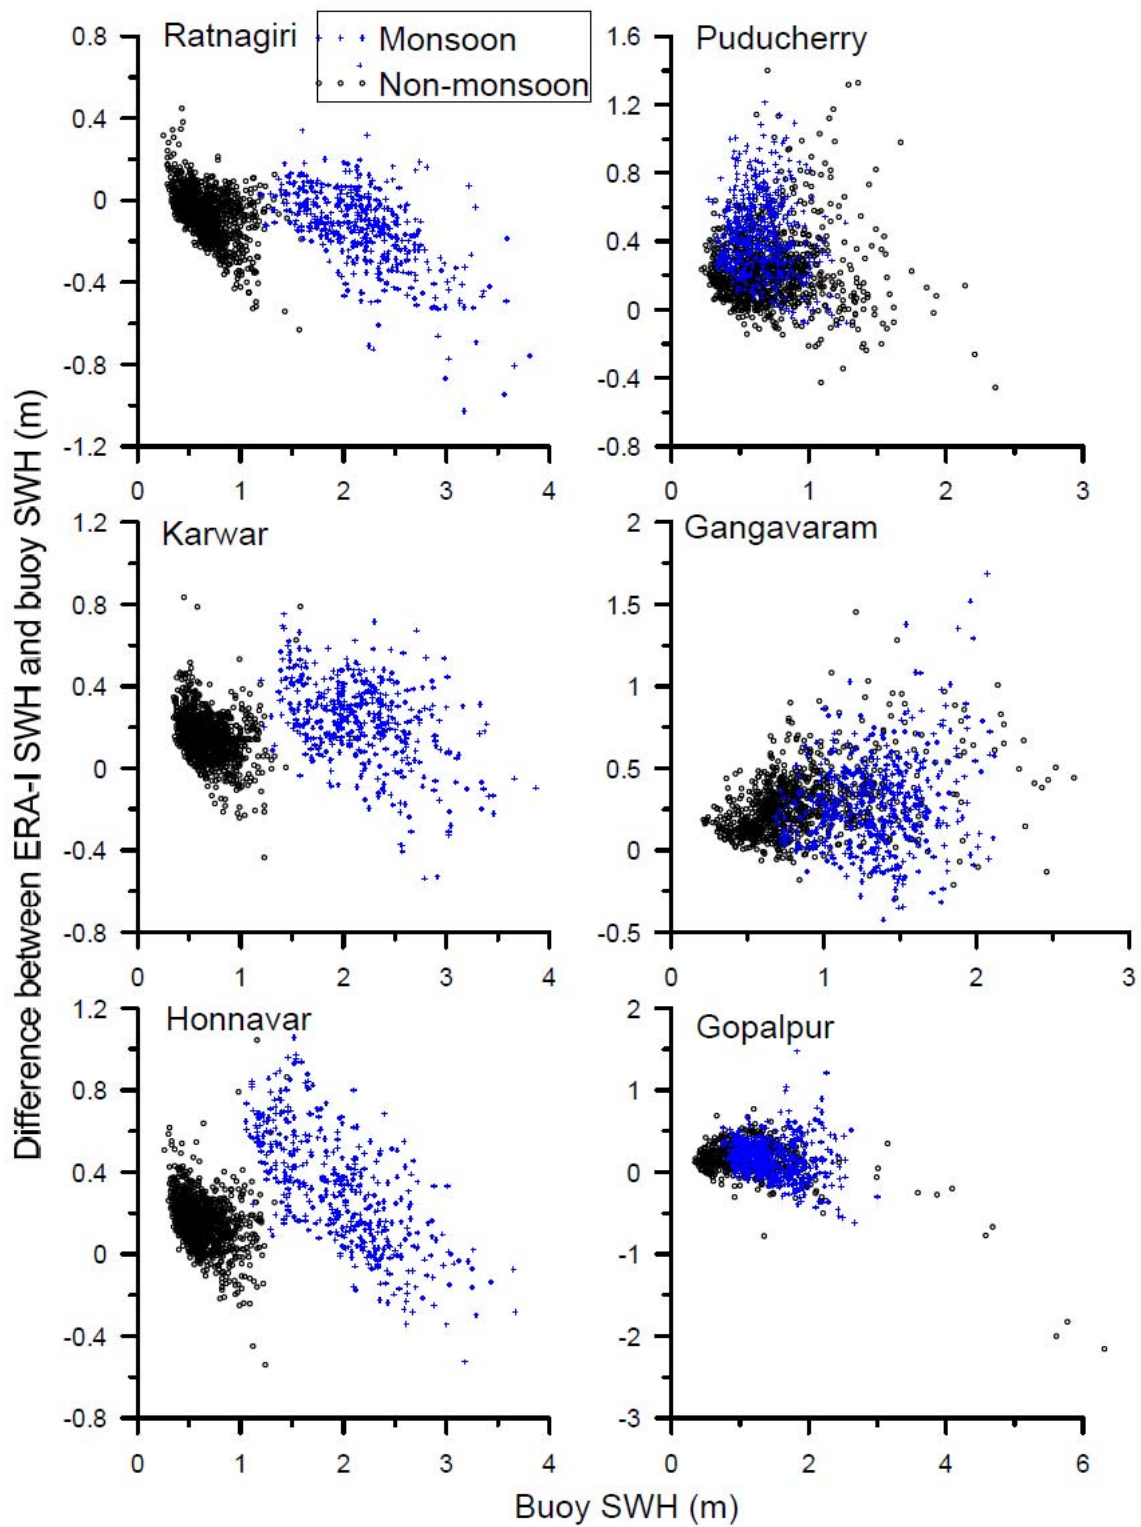 Difference between ERA-I SWH and buoy SWH (m)
Ratnagiri
Monsoon
Non-monsoon
0.8
0.4
0
-0.4
-0.8
-1.2
0 1 2 3 4
Puducherry
1.6
1.2
0.8
0.4
0
-0.4
-0.8
0 1 2 3
Karwar
1.2
0.8
0.4
0
-0.4
-0.8
0 1 2 3 4
Gangavaram
2
1.5
1
0.5
0
-0.5
0 1 2 3
Honnavar
1.2
0.8
0.4
0
-0.4
-0.8
0 1 2 3 4
Gopalpur
2
1
0
-1
-2
-3
0 2 4 6
Buoy SWH (m)